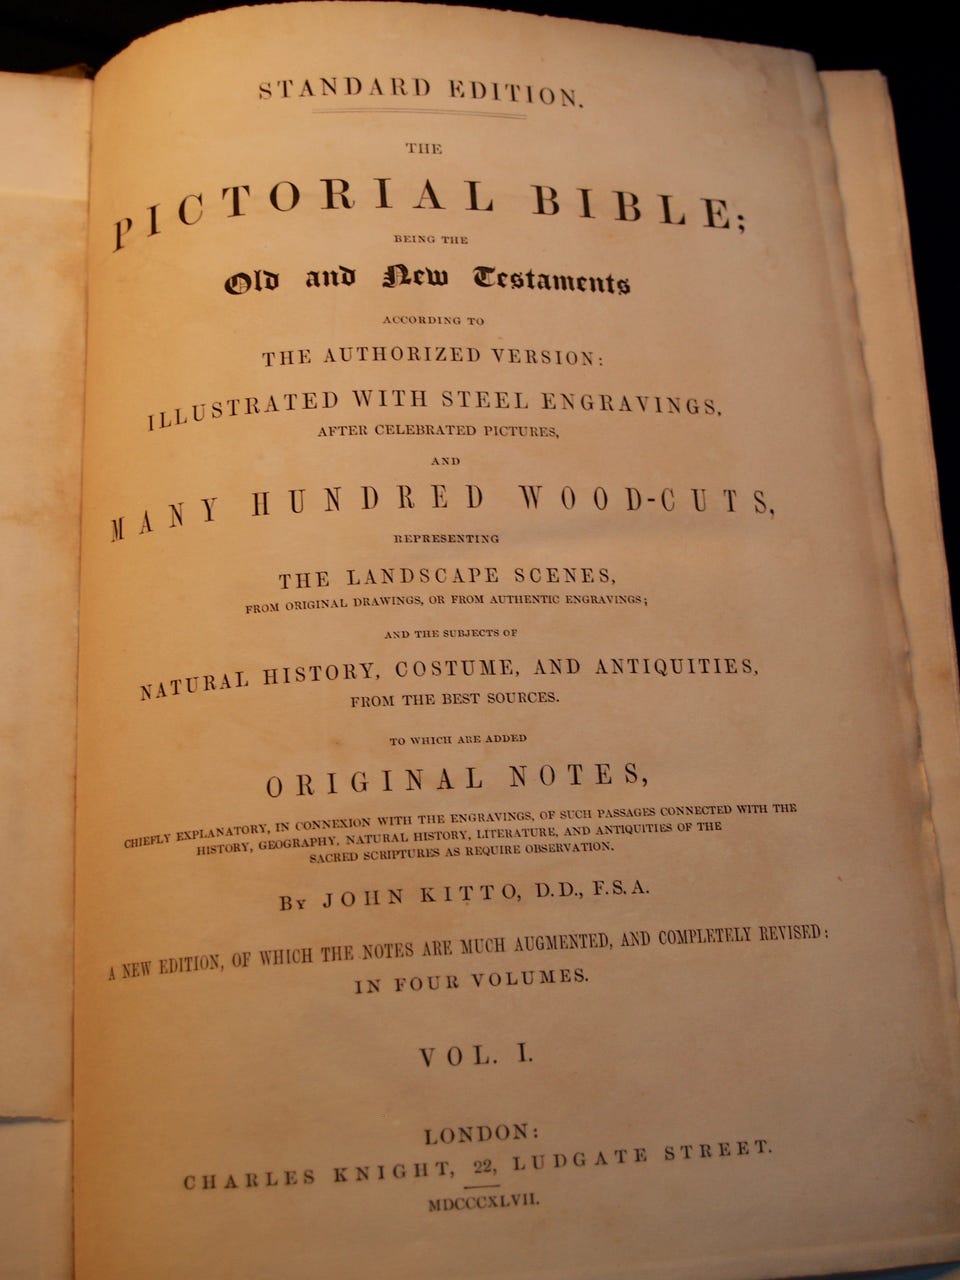 STANDARD EDITION.
THE
PICTORIAL BIBLE;
BEING THE
Old and New Testaments
ACCORDING TO
THE AUTHORIZED VERSION:
ILLUSTRATED WITH STEEL ENGRAVINGS,
AFTER CELEBRATED PICTURES,
AND
MANY HUNDRED WOOD-CUTS,
REPRESENTING
THE LANDSCAPE SCENES,
FROM ORIGINAL DRAWINGS, OR FROM AUTHENTIC ENGRAVINGS;
AND THE SUBJECTS OF
NATURAL HISTORY, COSTUME, AND ANTIQUITIES,
FROM THE BEST SOURCES.
TO WHICH ARE ADDED
ORIGINAL NOTES,
CHIEFLY EXPLANATORY, IN CONNEXION WITH THE ENGRAVINGS, OF SUCH PASSAGES CONNECTED WITH THE
HISTORY, GEOGRAPHY, NATURAL HISTORY, LITERATURE, AND ANTIQUITIES OF THE
SACRED SCRIPTURES AS REQUIRE OBSERVATION.
By JOHN KITTO, D.D., F.S.A.
A NEW EDITION, OF WHICH THE NOTES ARE MUCH AUGMENTED, AND COMPLETELY REVISED:
IN FOUR VOLUMES.
VOL. I.
LONDON:
CHARLES KNIGHT, 22, LUDGATE STREET.
MDCCCXLVII.